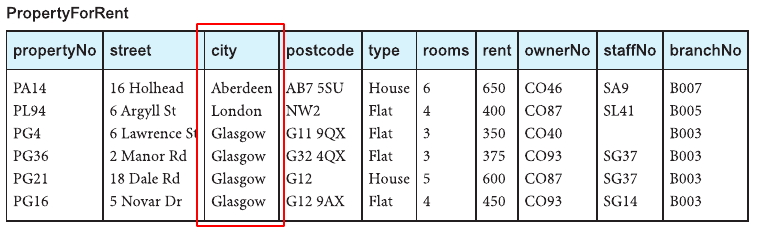 PropertyForRent
propertyNo street city postcode type rooms rent ownerNo staffNo branchNo
PA14 16 Holhead Aberdeen AB7 5SU House 6 650 CO46 SA9 B007
PL94 6 Argyll St London NW2 Flat 4 400 CO87 SL41 B005
PG4 6 Lawrence St Glasgow G11 9QX Flat 3 350 CO40 B003
PG36 2 Manor Rd Glasgow G32 4QX Flat 3 375 CO93 SG37 B003
PG21 18 Dale Rd Glasgow G12 House 5 600 CO87 SG37 B003
PG16 5 Novar Dr Glasgow G12 9AX Flat 4 450 CO93 SG14 B003